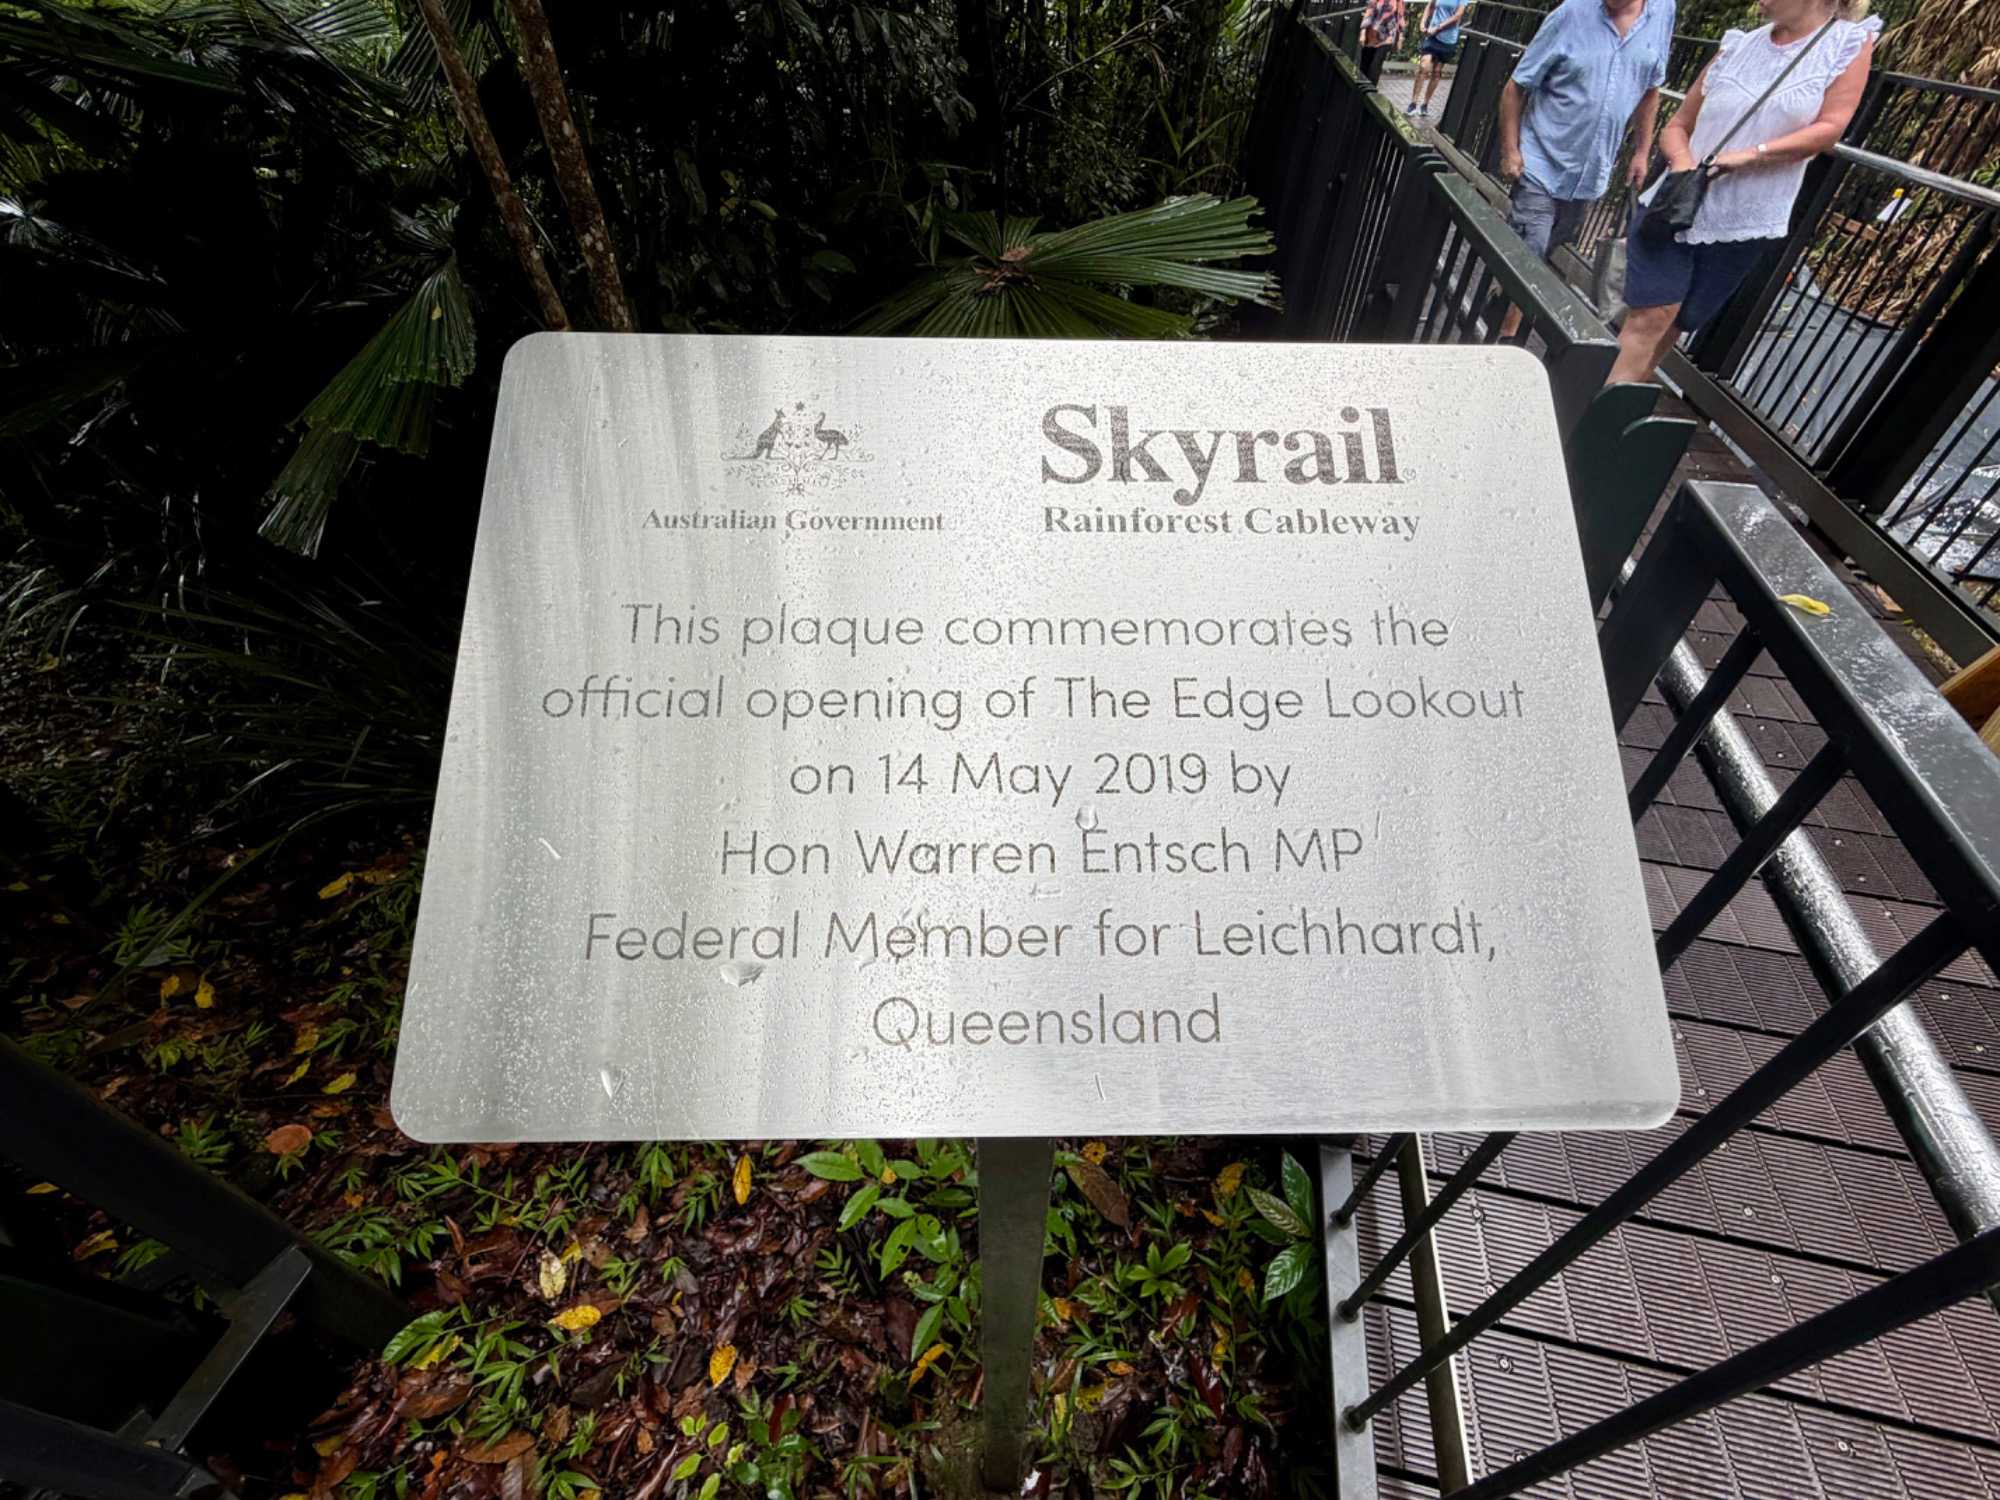 Australian Government
Skyrail
Rainforest Cableway
This plaque commemorates the
official opening of The Edge Lookout
on 14 May 2019 by
Hon Warren Entsch MP
Federal Member for Leichhardt,
Queensland